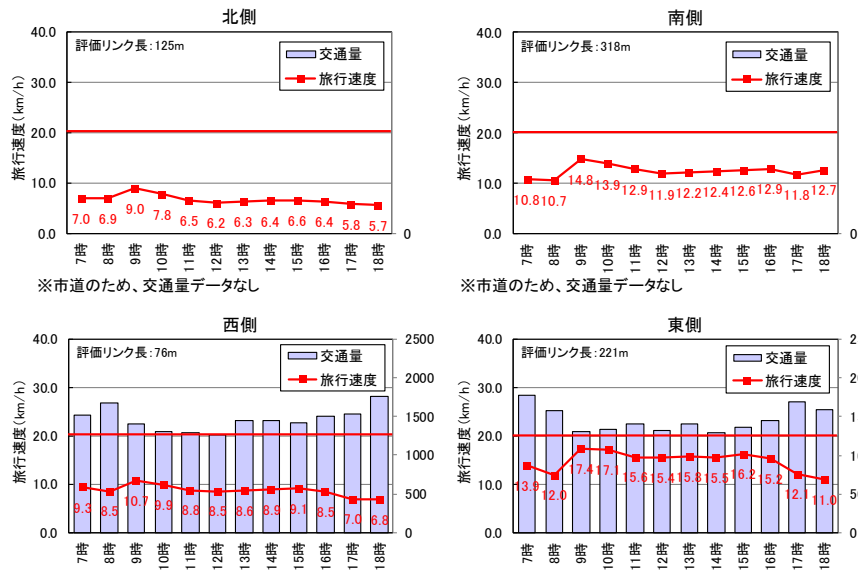 北側
40.0
30.0
20.0
10.0
0.0
旅行速度(km/h)
評価リンク長:125m
交通量
旅行速度
7.0 6.9 9.0 7.8 6.5 6.2 6.3 6.4 6.6 6.4 5.8 5.7
0
7時 8時 9時 10時 11時 12時 13時 14時 15時 16時 17時 18時
※市道のため、交通量データなし
南側
40.0
30.0
20.0
10.0
0.0
旅行速度(km/h)
評価リンク長:318m
交通量
旅行速度
10.8 10.7 14.8 13.9 12.9 11.9 12.2 12.4 12.6 12.9 11.8 12.7
0
7時 8時 9時 10時 11時 12時 13時 14時 15時 16時 17時 18時
※市道のため、交通量データなし
西側
40.0
30.0
20.0
10.0
0.0
旅行速度(km/h)
評価リンク長:76m
交通量
旅行速度
9.3 8.5 10.7 9.9 8.8 8.5 8.6 8.9 9.1 8.5 7.0 6.8
2500
2000
1500
1000
500
0
7時 8時 9時 10時 11時 12時 13時 14時 15時 16時 17時 18時
東側
40.0
30.0
20.0
10.0
0.0
旅行速度(km/h)
評価リンク長:221m
交通量
旅行速度
13.9 12.0 17.4 17.1 15.6 15.4 15.8 15.5 16.2 15.2 12.1 11.0
7時 8時 9時 10時 11時 12時 13時 14時 15時 16時 17時 18時